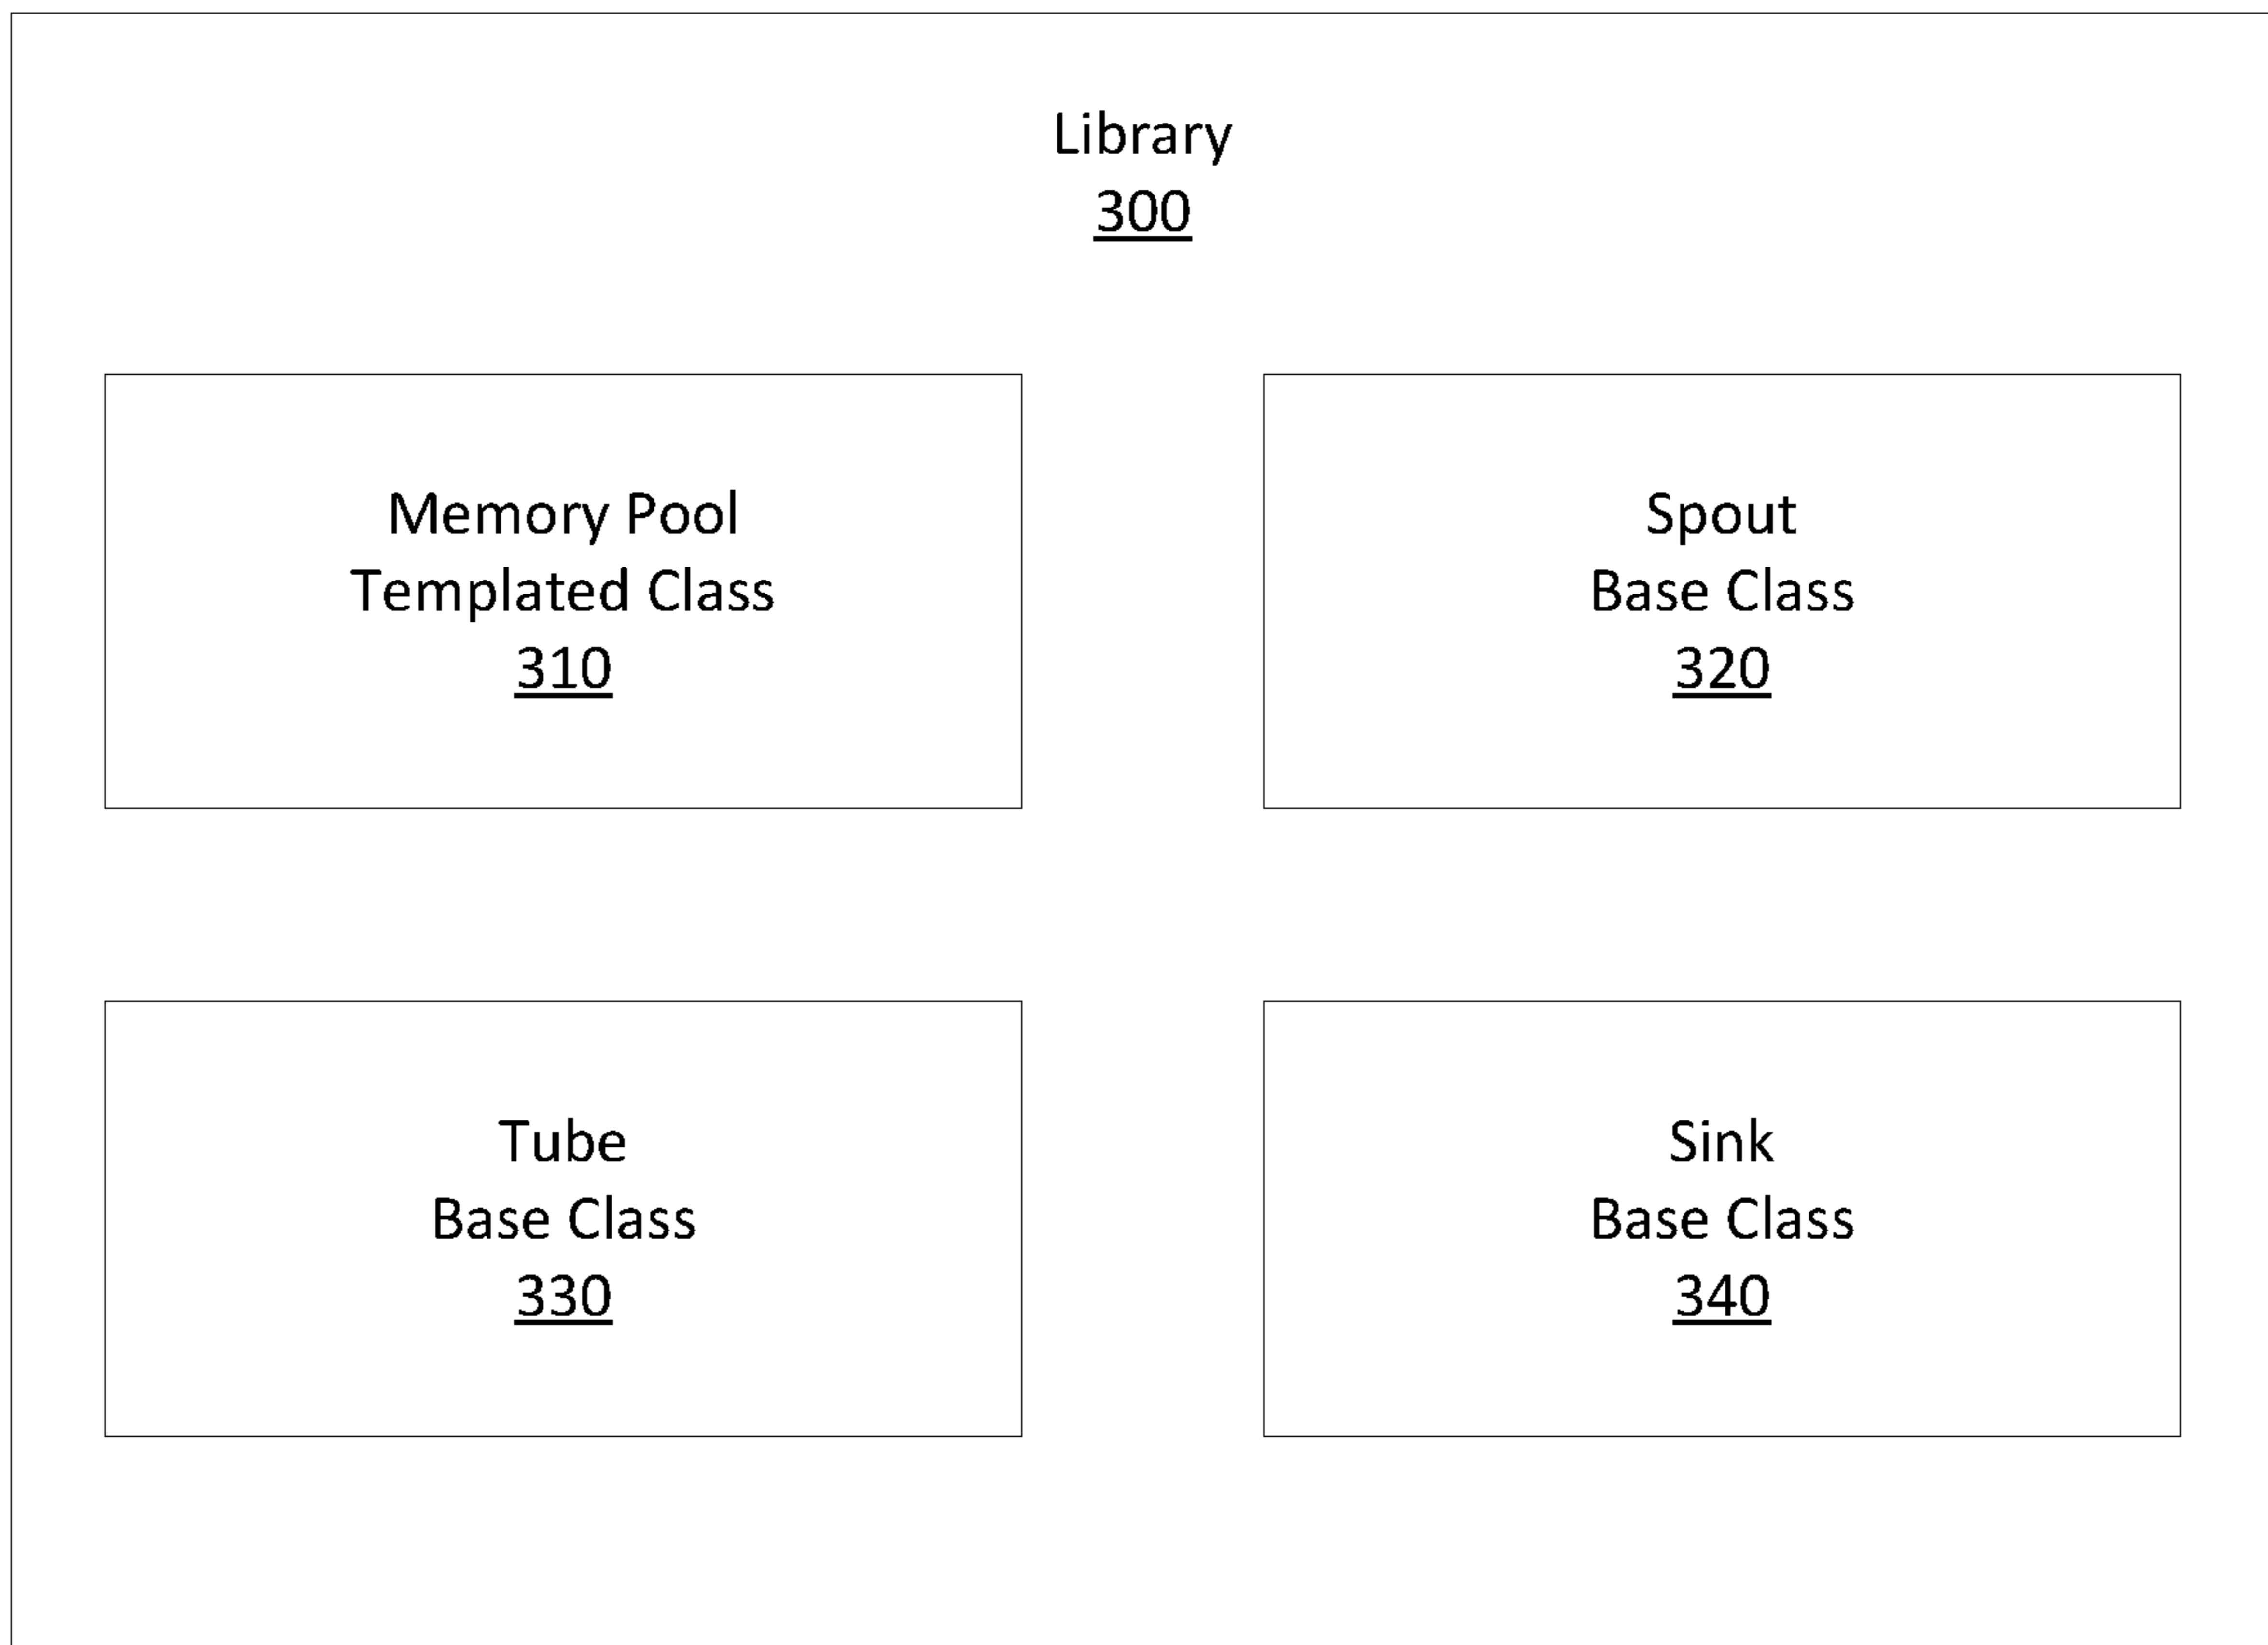 Library
300
Memory Pool
Templated Class
310
Spout
Base Class
320
Tube
Base Class
330
Sink
Base Class
340